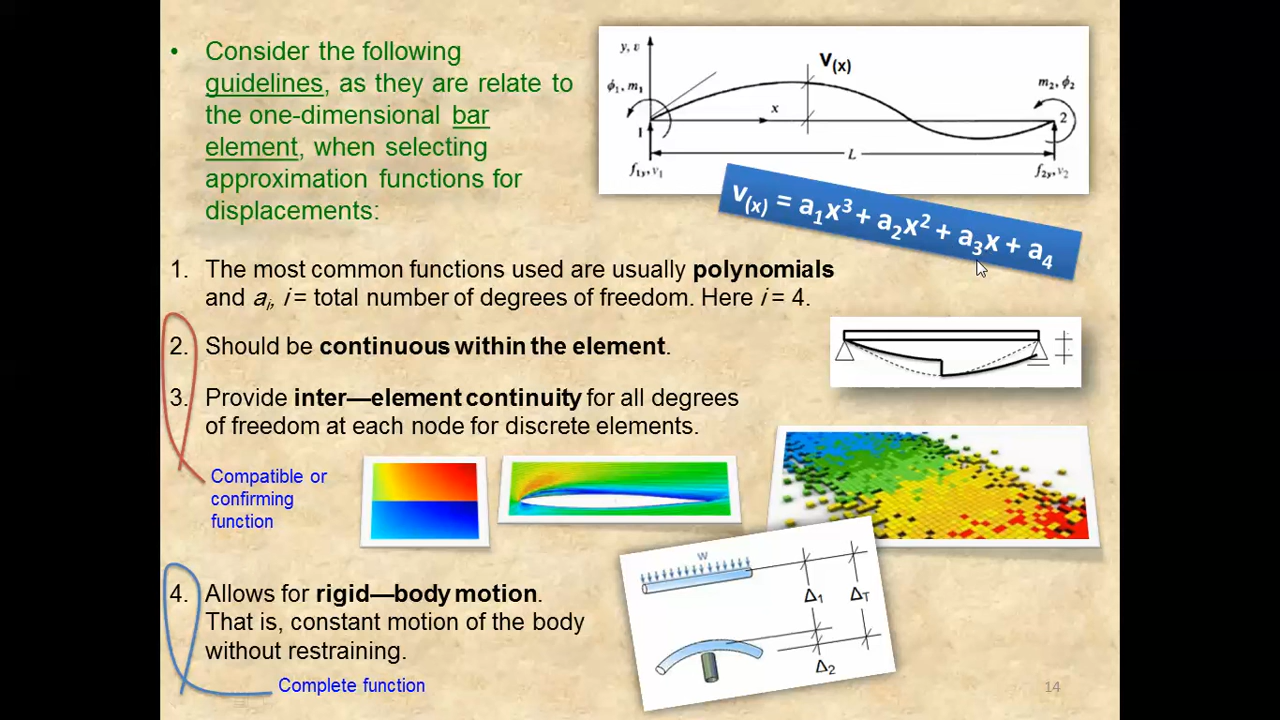 • Consider the following
guidelines, as they are relate to
the one-dimensional bar
element, when selecting
approximation functions for
displacements:
y, v
V(x)
ϕ₁, m₁
m₂, ϕ₂
x
1
2
L
f₁y, v₁
f₂y, v₂
v(x) = a₁x³ + a₂x² + a₃x + a₄
1. The most common functions used are usually polynomials
and aᵢ, i = total number of degrees of freedom. Here i = 4.
2. Should be continuous within the element.
3. Provide inter—element continuity for all degrees
of freedom at each node for discrete elements.
Compatible or
confirming
function
4. Allows for rigid—body motion.
That is, constant motion of the body
without restraining.
Complete function
w
Δ₁
ΔT
Δ₂
14